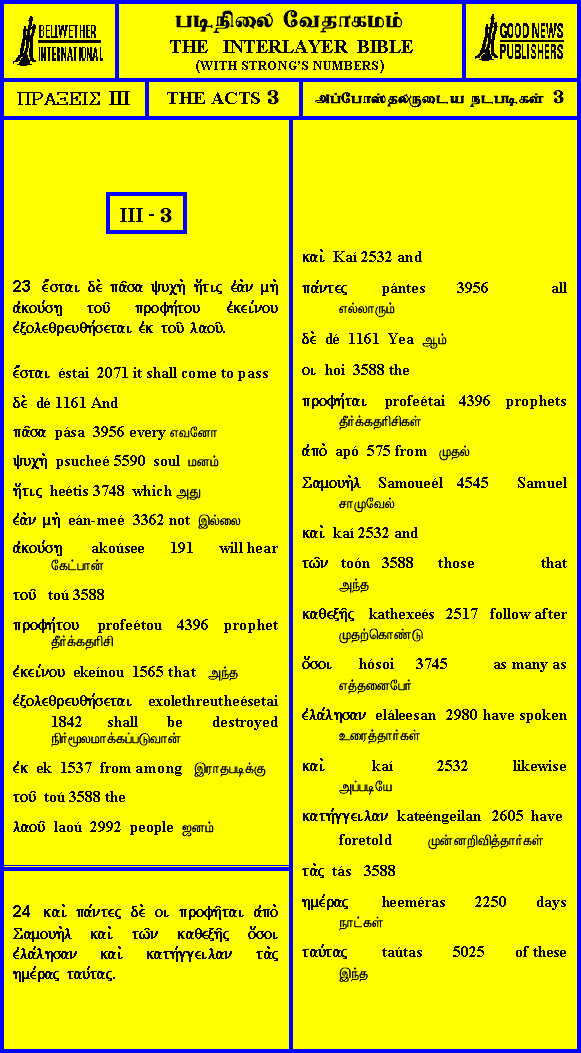 BELLWETHER
INTERNATIONAL
படிநிலை வேதாகமம்
THE INTERLAYER BIBLE
(WITH STRONG'S NUMBERS)
GOOD NEWS
PUBLISHERS
ΠΡΑΞΕΙΣ III
THE ACTS 3
அப்போஸ்தலருடைய நடபடிகள் 3
III - 3
23 ἔσται δὲ πᾶσα ψυχὴ ἥτις ἐὰν μὴ
ἀκούσῃ τοῦ προφήτου ἐκείνου
ἐξολεθρευθήσεται ἐκ τοῦ λαοῦ.
ἔσται éstai 2071 it shall come to pass
δὲ dé 1161 And
πᾶσα pása 3956 every எவனோ
ψυχὴ psucheé 5590 soul மனம்
ἥτις heétis 3748 which அது
ἐὰν μὴ eán-meé 3362 not இல்லை
ἀκούσῃ akoúsee 191 will hear
கேட்பான்
τοῦ toú 3588
προφήτου profeétou 4396 prophet
தீர்க்கதரிசி
ἐκείνου ekeínou 1565 that அந்த
ἐξολεθρευθήσεται exolethreutheésetai
1842 shall be destroyed
நிர்மூலமாக்கப்படுவான்
ἐκ ek 1537 from among இராதபடிக்கு
τοῦ toú 3588 the
λαοῦ laoú 2992 people ஜனம்
24 καὶ πάντες δὲ οι προφῆται ἀπὸ
Σαμουὴλ καὶ τῶν καθεξῆς ὅσοι
ἐλάλησαν καὶ κατήγγειλαν τὰς
ημέρας ταύτας.
καὶ Kaí 2532 and
πάντες pántes 3956 all
எல்லாரும்
δὲ dé 1161 Yea ஆம்
οι hoi 3588 the
προφήται profeétai 4396 prophets
தீர்க்கதரிசிகள்
ἀπὸ apó 575 from முதல்
Σαμουὴλ Samoueél 4545 Samuel
சாமுவேல்
καὶ kaí 2532 and
τῶν toón 3588 those that
அந்த
καθεξῆς kathexeés 2517 follow after
முதற்கொண்டு
ὅσοι hósoi 3745 as many as
எத்தனைபேர்
ἐλάλησαν eláleesan 2980 have spoken
உரைத்தார்கள்
καὶ kaí 2532 likewise
அப்படியே
κατήγγειλαν kateéngeilan 2605 have
foretold முன்னறிவித்தார்கள்
τὰς tás 3588
ημέρας heeméras 2250 days
நாட்கள்
ταύτας taútas 5025 of these
இந்த